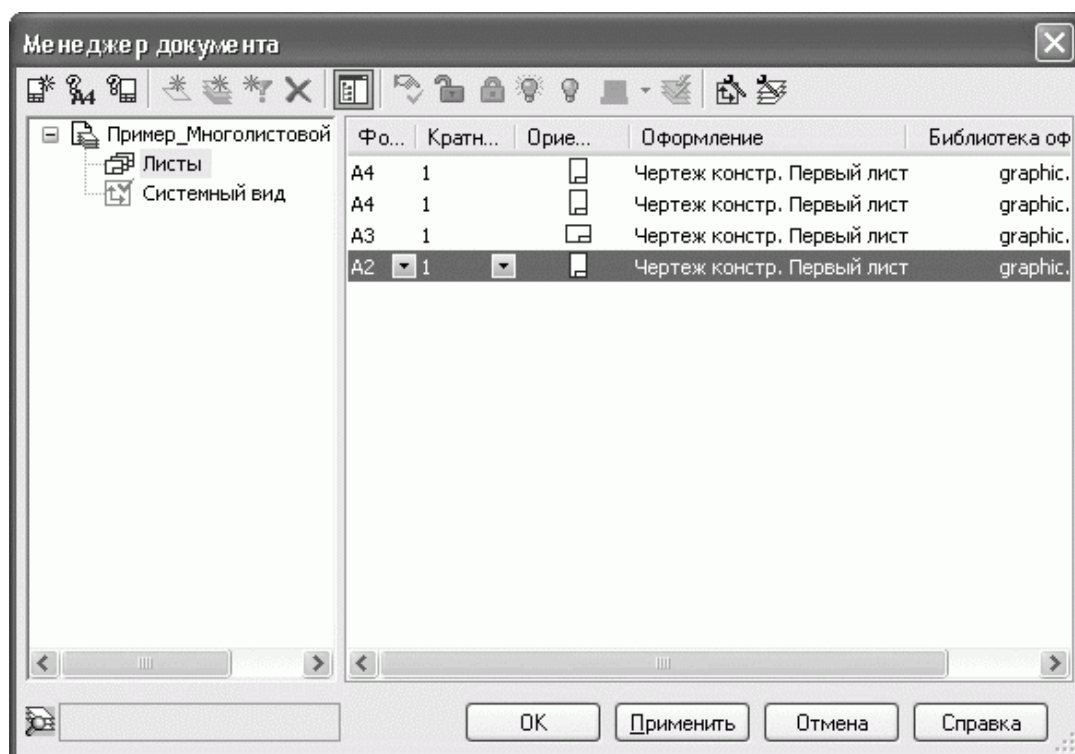 Менеджер документа
A4
Пример_Многолистовой
Листы
Системный вид
Фо... Кратн... Орие... Оформление Библиотека оф
A4 1 Чертеж констр. Первый лист graphic.
A4 1 Чертеж констр. Первый лист graphic.
A3 1 Чертеж констр. Первый лист graphic.
A2 1 Чертеж констр. Первый лист graphic.
OK Применить Отмена Справка